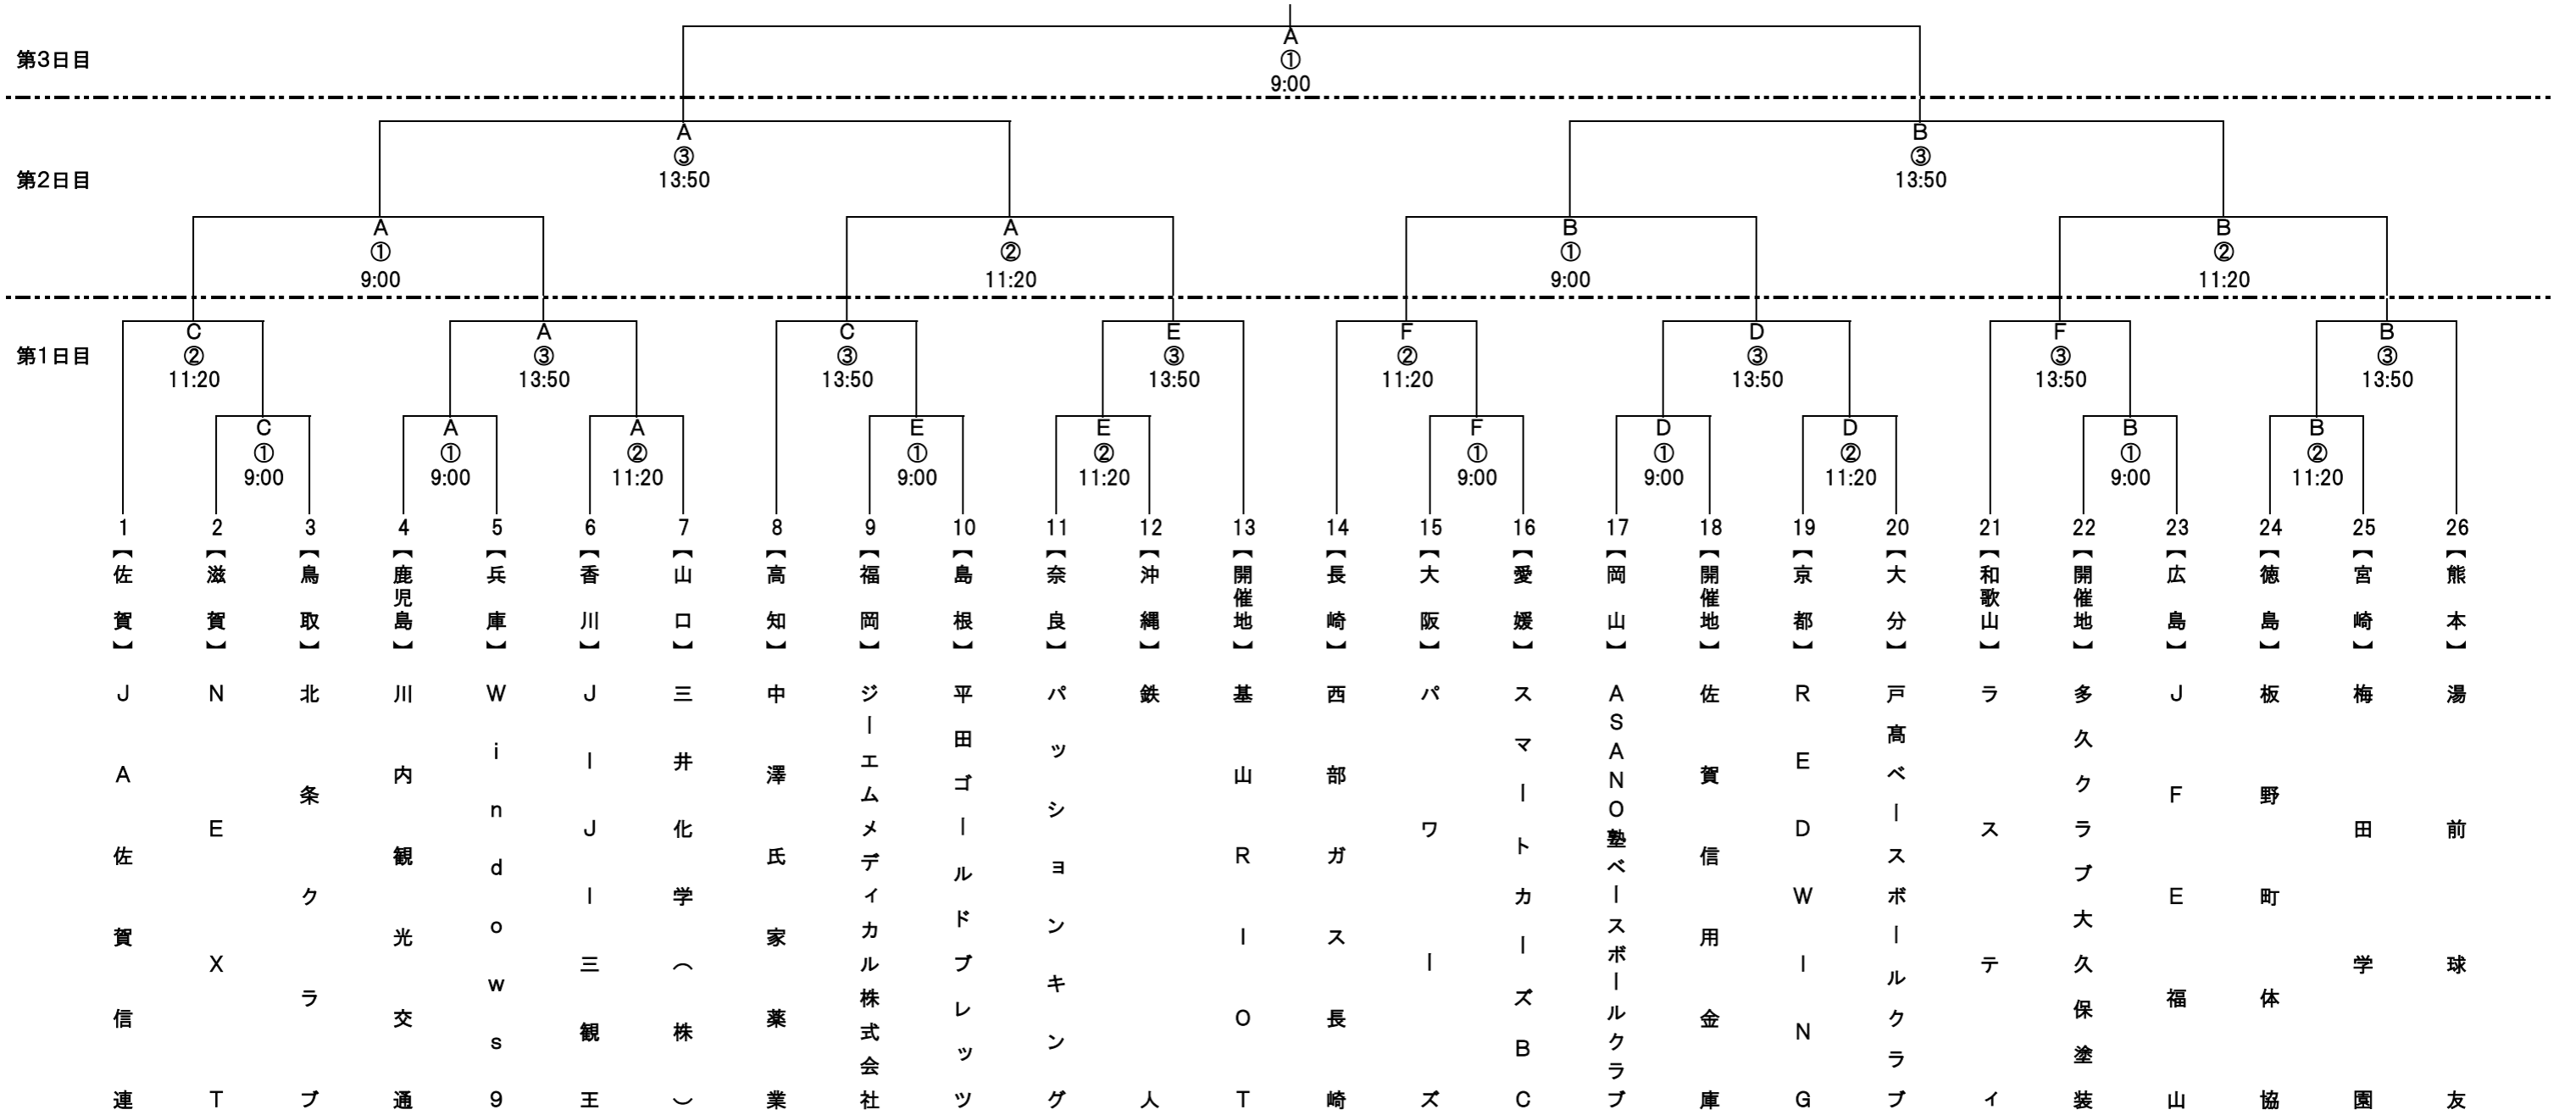 A
①
9:00
第3日目
A
③
13:50
B
③
13:50
第2日目
A
①
9:00
A
②
11:20
B
①
9:00
B
②
11:20
第1日目
C
②
11:20
A
③
13:50
C
③
13:50
E
③
13:50
F
②
11:20
D
③
13:50
F
③
13:50
B
③
13:50
C
①
9:00
A
①
9:00
A
②
11:20
E
①
9:00
E
②
11:20
F
①
9:00
D
①
9:00
D
②
11:20
B
①
9:00
B
②
11:20
1【佐賀】JA佐賀信連
2【滋賀】NEXT
3【鳥取】北条クラブ
4【鹿児島】川内観光交通
5【兵庫】Windows9
6【香川】JIJI三観王
7【山口】三井化学(株)
8【高知】中澤氏家薬業
9【福岡】ジーエムメディカル株式会社
10【島根】平田ゴールドブレッツ
11【奈良】パッションキング
12【沖縄】鉄人
13【開催地】基山RIOT
14【長崎】西部ガス長崎
15【大阪】パワーズ
16【愛媛】スマートカーズBC
17【岡山】ASANO塾ベースボールクラブ
18【開催地】佐賀信用金庫
19【京都】REDWING
20【大分】戸髙ベースボールクラブ
21【和歌山】ラスティ
22【開催地】多久クラブ大久保塗装
23【広島】JFE福山
24【徳島】板野町体協
25【宮崎】梅田学園
26【熊本】湯前球友